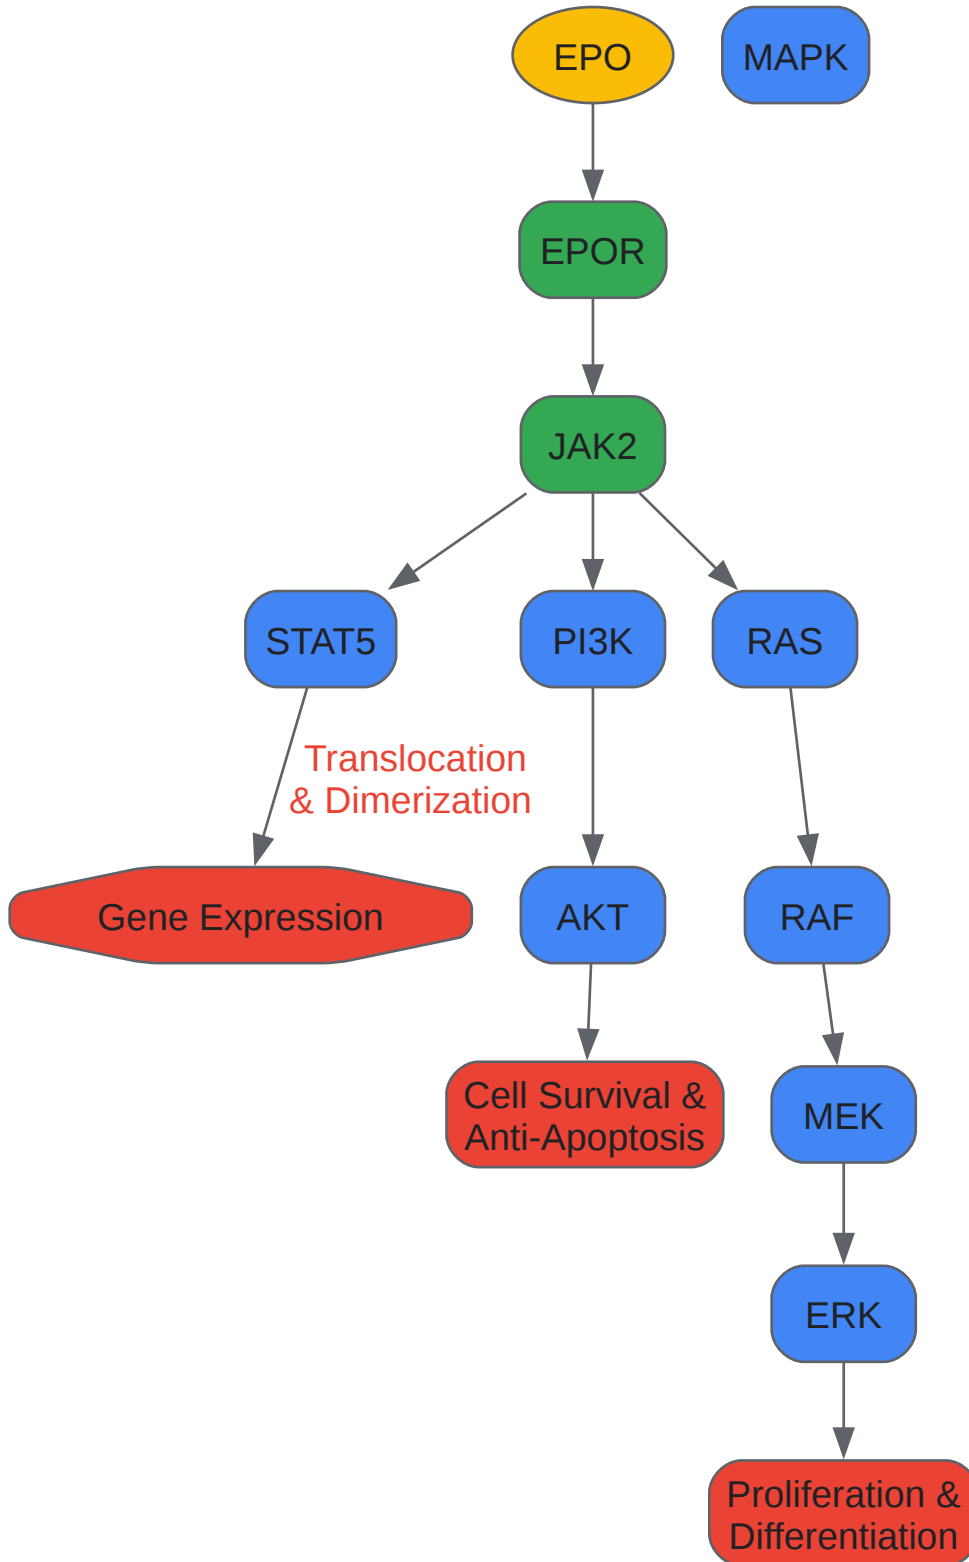 EPO
MAPK
EPOR
JAK2
STAT5
PI3K
RAS
Translocation
& Dimerization
Gene Expression
AKT
RAF
Cell Survival &
Anti-Apoptosis
MEK
ERK
Proliferation &
Differentiation